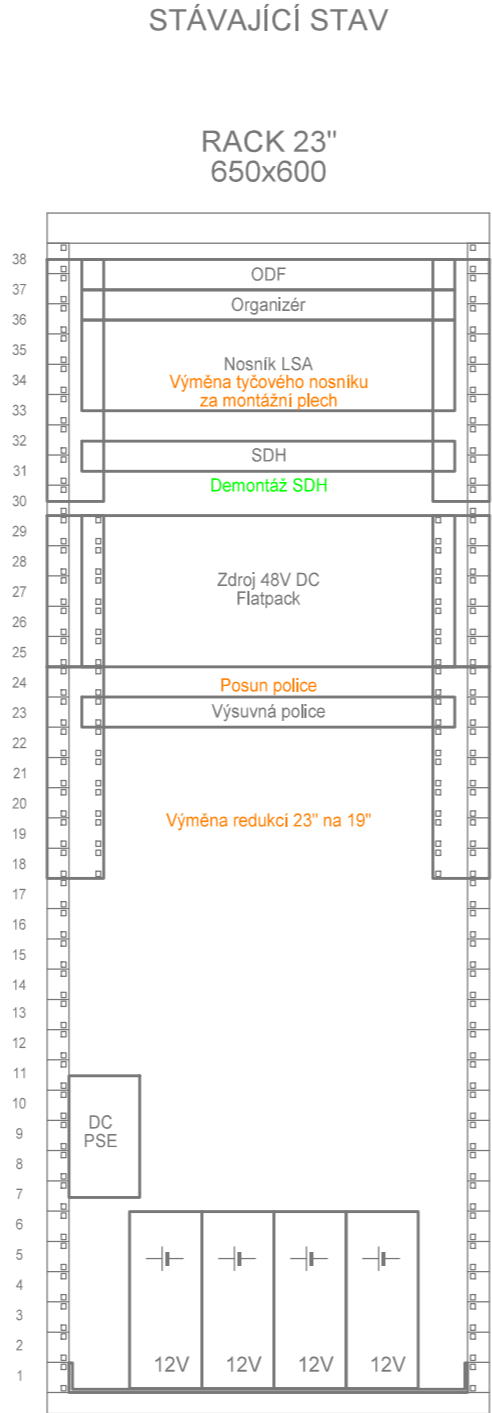 STÁVAJÍCÍ STAV
RACK 23"
650x600
38
ODF
37
Organizér
36
35
Nosník LSA
34
Výměna tyčového nosníku
za montážní plech
33
32
SDH
31
Demontáž SDH
30
29
28
Zdroj 48V DC
27
Flatpack
26
25
24
Posun police
23
Výsuvná police
22
21
20
Výměna redukcí 23" na 19"
19
18
17
16
15
14
13
12
11
10
DC
9
PSE
8
7
6
5
4
3
2
12V 12V 12V 12V
1